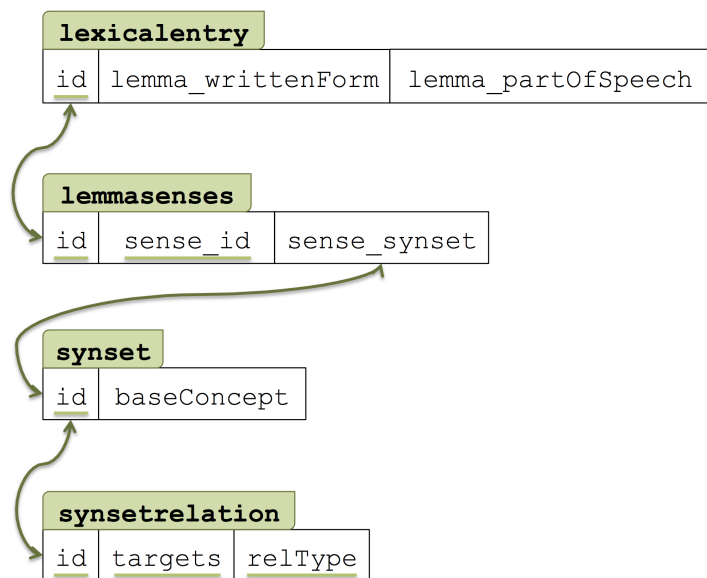 lexicalentry
id lemma_writtenForm lemma_partOfSpeech
lemmasenses
id sense_id sense_synset
synset
id baseConcept
synsetrelation
id targets relType